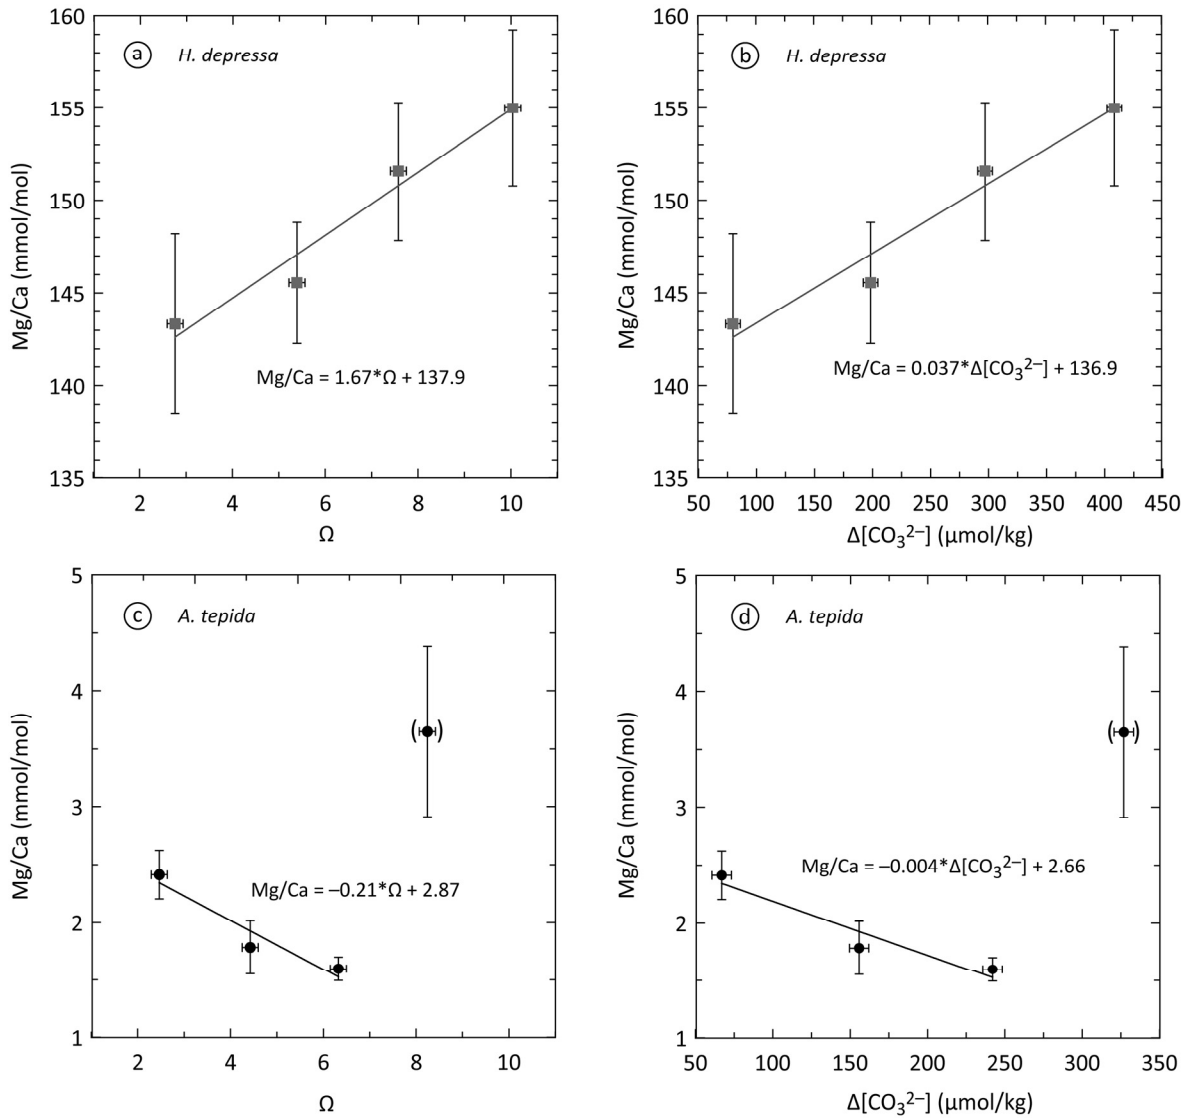 160
155
150
145
140
135
Mg/Ca (mmol/mol)
a H. depressa
Mg/Ca = 1.67*Ω + 137.9
2 4 6 8 10
Ω
160
155
150
145
140
135
Mg/Ca (mmol/mol)
b H. depressa
Mg/Ca = 0.037*Δ[CO₃²⁻] + 136.9
50 100 150 200 250 300 350 400 450
Δ[CO₃²⁻] (μmol/kg)
5
4
3
2
1
Mg/Ca (mmol/mol)
c A. tepida
( )
Mg/Ca = –0.21*Ω + 2.87
2 4 6 8 10
Ω
5
4
3
2
1
Mg/Ca (mmol/mol)
d A. tepida
( )
Mg/Ca = –0.004*Δ[CO₃²⁻] + 2.66
50 100 150 200 250 300 350
Δ[CO₃²⁻] (μmol/kg)